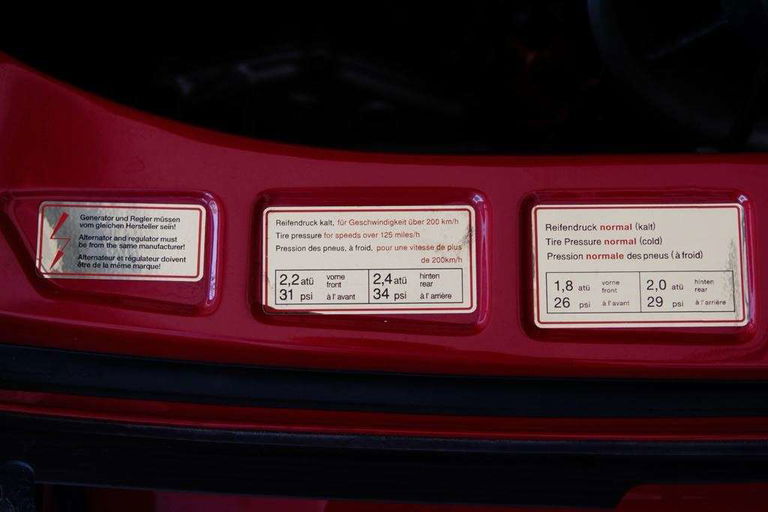 Generator und Regler müssen
vom gleichen Hersteller sein!
Alternator and regulator must
be from the same manufacturer!
Alternateur et régulateur doivent
être de la même marque!
Reifendruck kalt, für Geschwindigkeit über 200 km/h
Tire pressure for speeds over 125 miles/h
Pression des pneus, à froid, pour une vitesse de plus
de 200km/h
2,2 atü vorne front 2,4 atü hinten rear
31 psi à l'avant 34 psi à l'arrière
Reifendruck normal (kalt)
Tire Pressure normal (cold)
Pression normale des pneus (à froid)
1,8 atü vorne front 2,0 atü hinten rear
26 psi à l'avant 29 psi à l'arrière